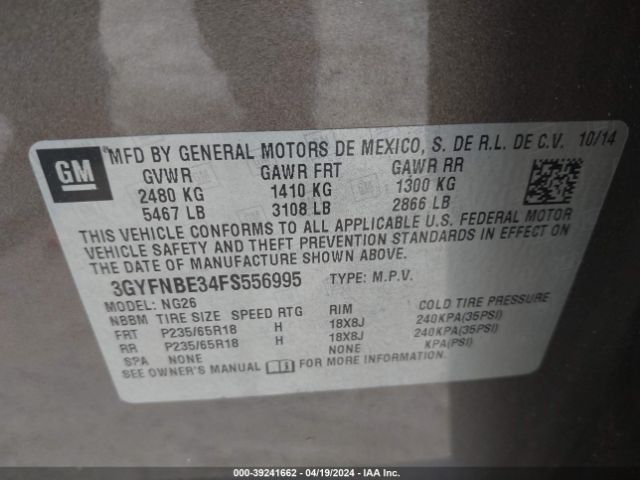 GM
MFD BY GENERAL MOTORS DE MEXICO, S. DE R.L. DE C.V. 10/14
GVWR GAWR FRT GAWR RR
2480 KG 1410 KG 1300 KG
5467 LB 3108 LB 2866 LB
THIS VEHICLE CONFORMS TO ALL APPLICABLE U.S. FEDERAL MOTOR
VEHICLE SAFETY AND THEFT PREVENTION STANDARDS IN EFFECT ON
THE DATE OF MANUFACTURE SHOWN ABOVE.
3GYFNBE34FS556995 TYPE: M.P.V.
MODEL: NG26
NBBM TIRE SIZE SPEED RTG RIM COLD TIRE PRESSURE
FRT P235/65R18 H 18X8J 240KPA(35PSI)
RR P235/65R18 H 18X8J 240KPA(35PSI)
SPA NONE NONE KPA(PSI)
SEE OWNER'S MANUAL FOR MORE INFORMATION.
000-39241662 - 04/19/2024 - IAA Inc.